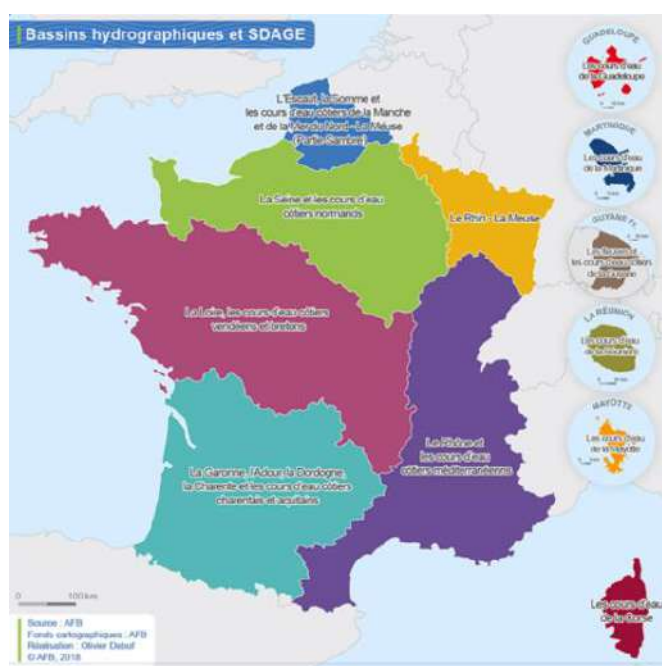 Bassins hydrographiques et SDAGE
L'Escaut, la Somme et
les cours d'eau côtiers de la Manche
et de la Mer du Nord - La Meuse
(Partie Sambre)
La Seine et les cours d'eau
côtiers normands
Le Rhin - La Meuse
La Loire, les cours d'eau côtiers
vendéens et bretons
Le Rhône et
les cours d'eau
côtiers méditerranéens
La Garonne, l'Adour, la Dordogne,
la Charente et les cours d'eau côtiers
charentais et aquitains
Les cours d'eau
de la Corse
GUADELOUPE
Les cours d'eau
de la Guadeloupe
MARTINIQUE
Les cours d'eau
de la Martinique
GUYANE Fr.
Les fleuves et
les cours d'eau côtiers
de la Guyane
LA RÉUNION
Les cours d'eau
de la Réunion
MAYOTTE
Les cours d'eau
de la Mayotte
0 100 km
Source : AFB
Fonds cartographiques : AFB
Réalisation : Olivier Debuf
© AFB, 2018